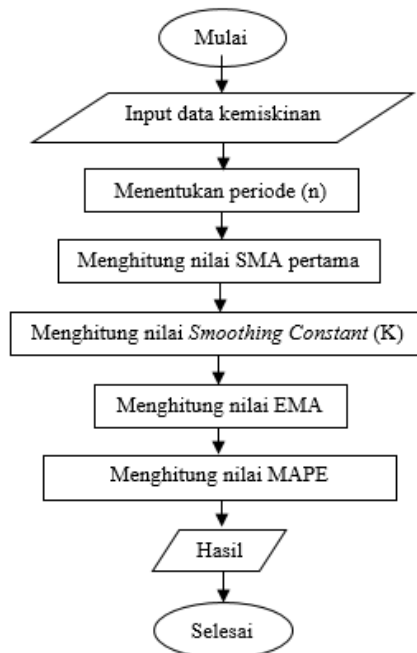 Mulai
Input data kemiskinan
Menentukan periode (n)
Menghitung nilai SMA pertama
Menghitung nilai Smoothing Constant (K)
Menghitung nilai EMA
Menghitung nilai MAPE
Hasil
Selesai